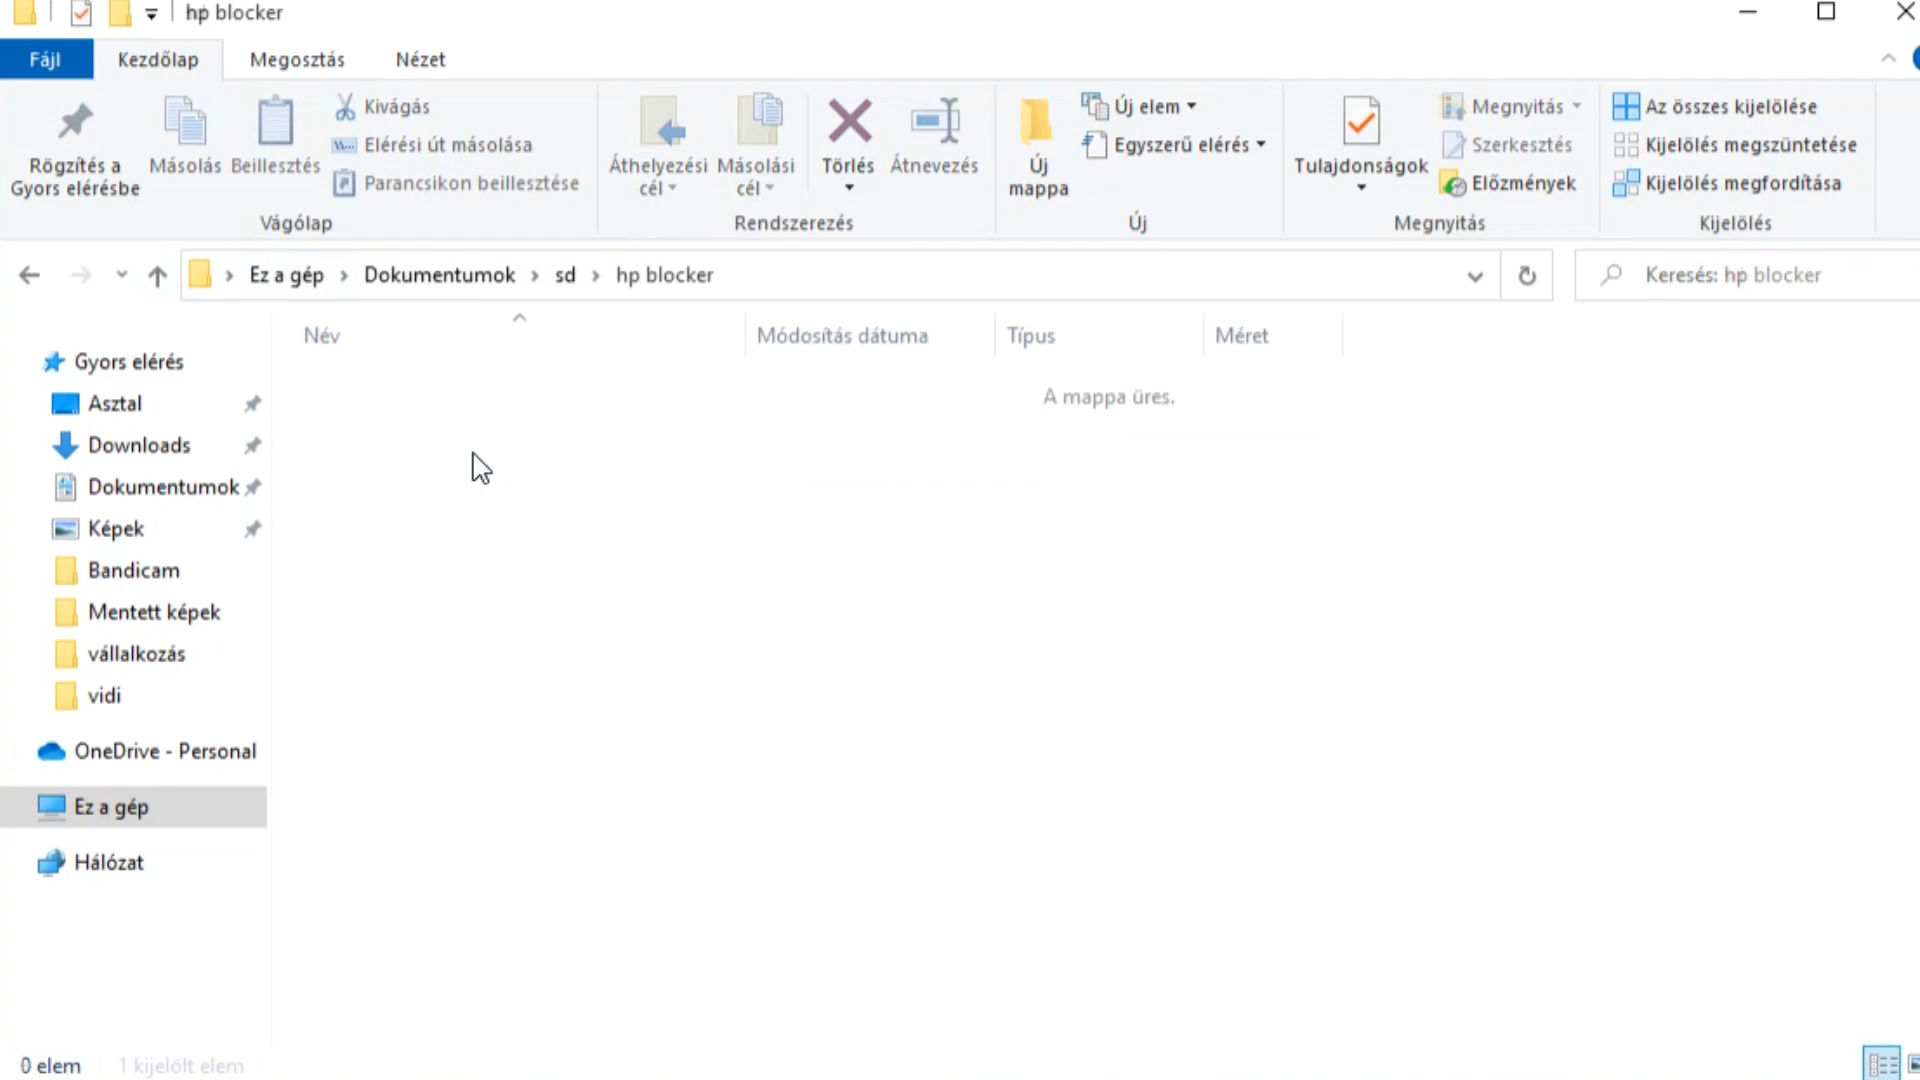 hp blocker
Fájl
Kezdőlap
Megosztás
Nézet
Rögzítés a
Gyors elérésbe
Másolás
Beillesztés
Kivágás
Elérési út másolása
Parancsikon beillesztése
Vágólap
Áthelyezési
cél
Másolási
cél
Törlés
Átnevezés
Rendszerezés
Új
mappa
Új elem
Egyszerű elérés
Új
Tulajdonságok
Megnyitás
Szerkesztés
Előzmények
Megnyitás
Az összes kijelölése
Kijelölés megszüntetése
Kijelölés megfordítása
Kijelölés
Ez a gép › Dokumentumok › sd › hp blocker
Keresés: hp blocker
Név
Módosítás dátuma
Típus
Méret
A mappa üres.
Gyors elérés
Asztal
Downloads
Dokumentumok
Képek
Bandicam
Mentett képek
vállalkozás
vidi
OneDrive - Personal
Ez a gép
Hálózat
0 elem
1 kijelölt elem